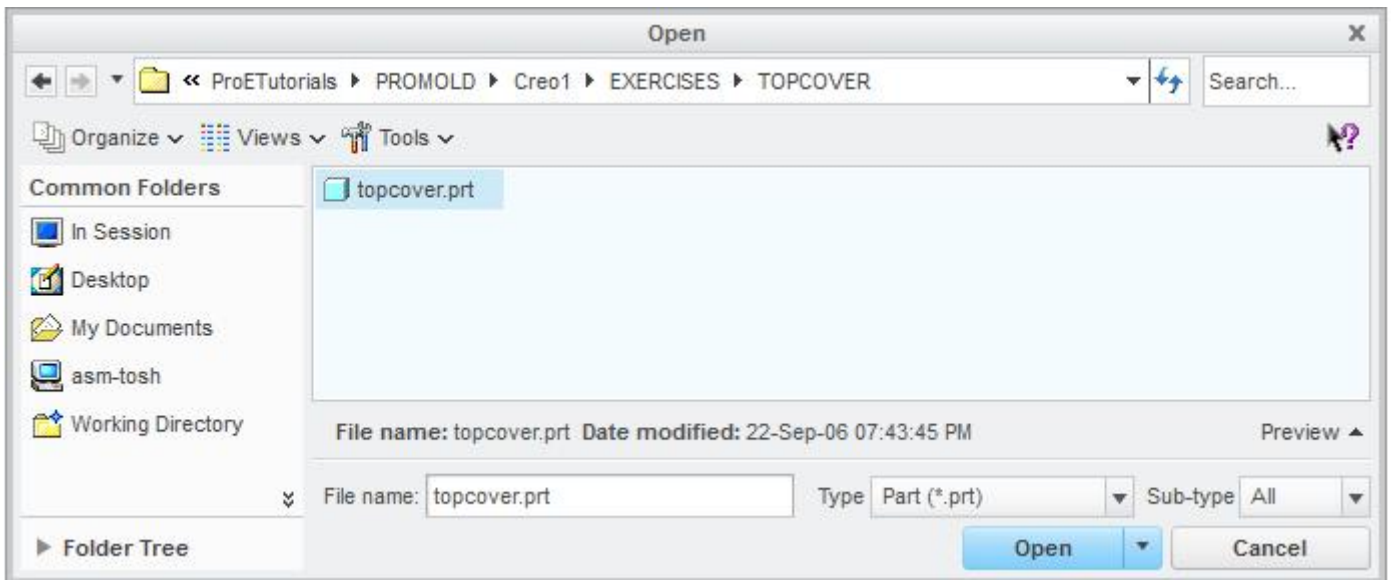 Open
« ProETutorials PROMOLD Creo1 EXERCISES TOPCOVER Search...
Organize Views Tools
Common Folders
topcover.prt
In Session
Desktop
My Documents
asm-tosh
Working Directory
File name: topcover.prt Date modified: 22-Sep-06 07:43:45 PM Preview
File name: topcover.prt Type Part (*.prt) Sub-type All
Folder Tree
Open Cancel